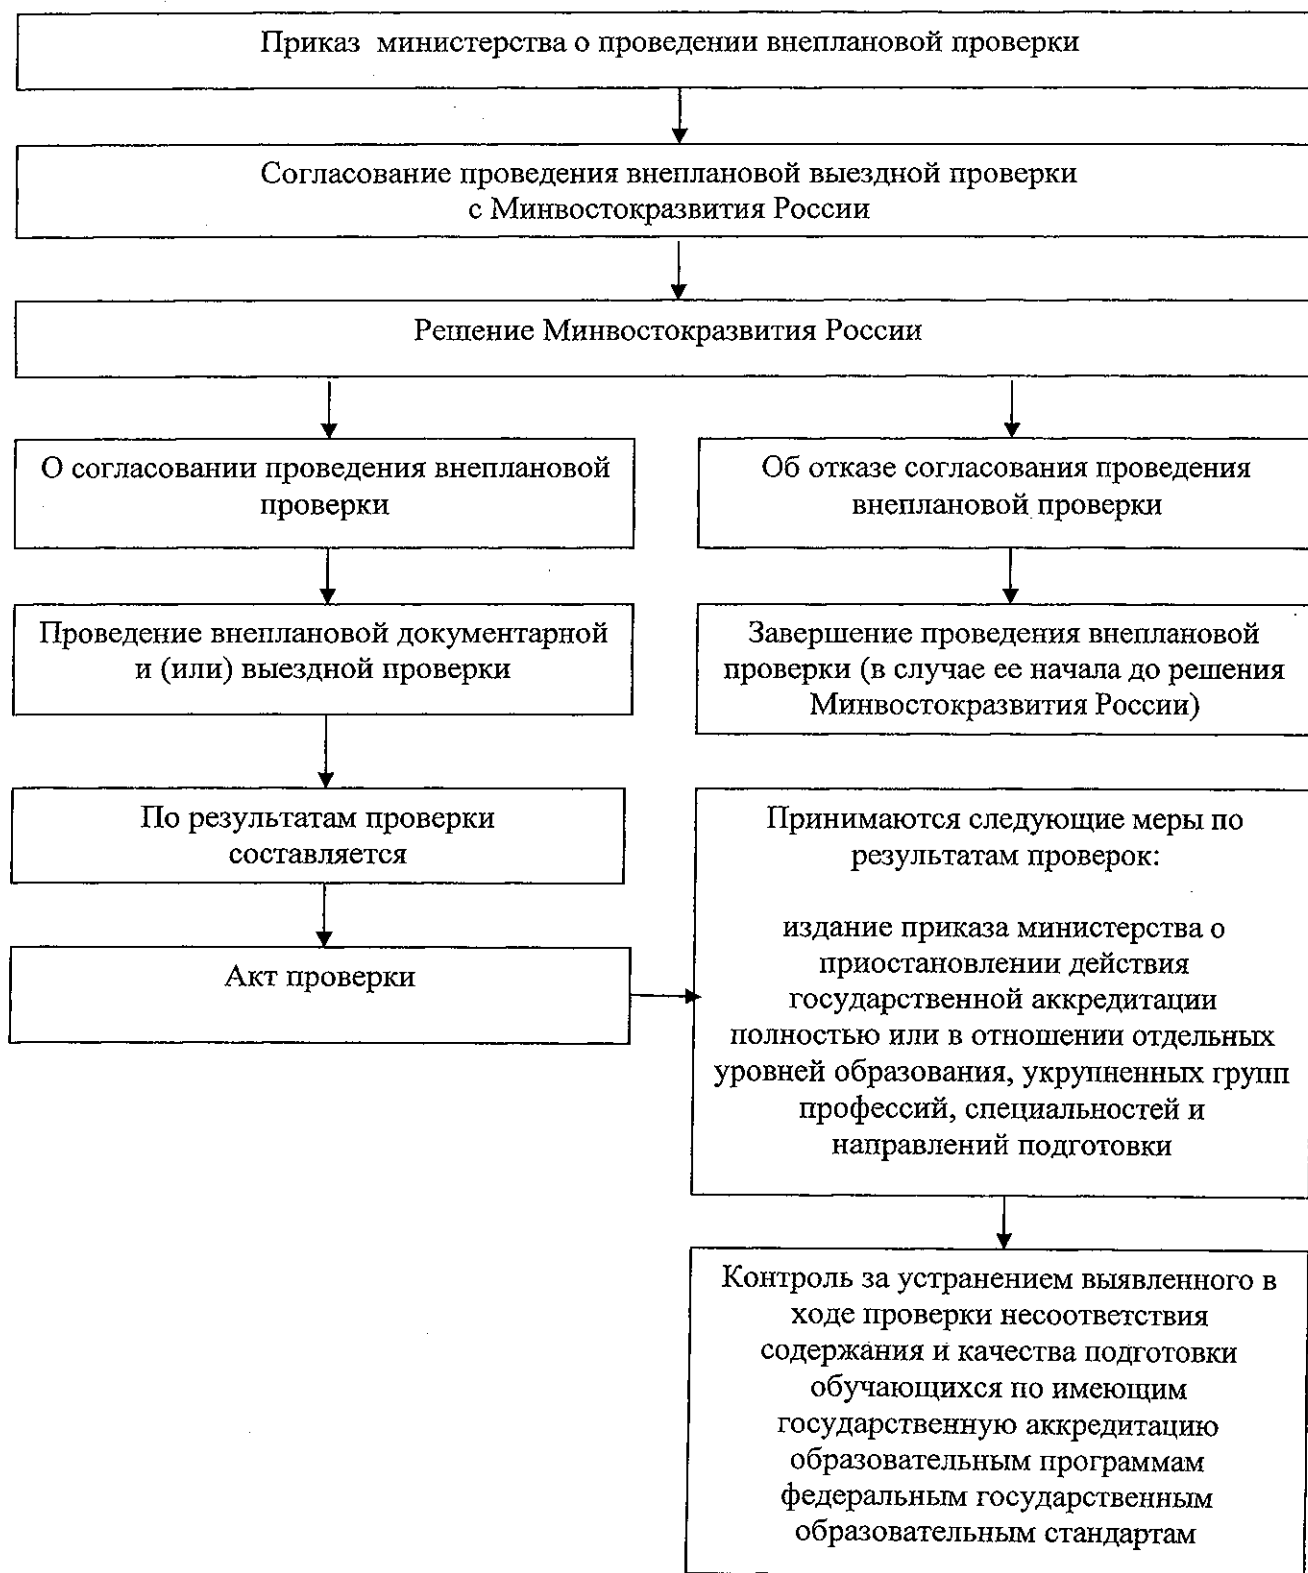 Приказ министерства о проведении внеплановой проверки
Согласование проведения внеплановой выездной проверки
с Минвостокразвития России
Решение Минвостокразвития России
О согласовании проведения внеплановой
проверки
Об отказе согласования проведения
внеплановой проверки
Проведение внеплановой документарной
и (или) выездной проверки
Завершение проведения внеплановой
проверки (в случае ее начала до решения
Минвостокразвития России)
По результатам проверки
составляется
Акт проверки
Принимаются следующие меры по
результатам проверок:
издание приказа министерства о
приостановлении действия
государственной аккредитации
полностью или в отношении отдельных
уровней образования, укрупненных групп
профессий, специальностей и
направлений подготовки
Контроль за устранением выявленного в
ходе проверки несоответствия
содержания и качества подготовки
обучающихся по имеющим
государственную аккредитацию
образовательным программам
федеральным государственным
образовательным стандартам